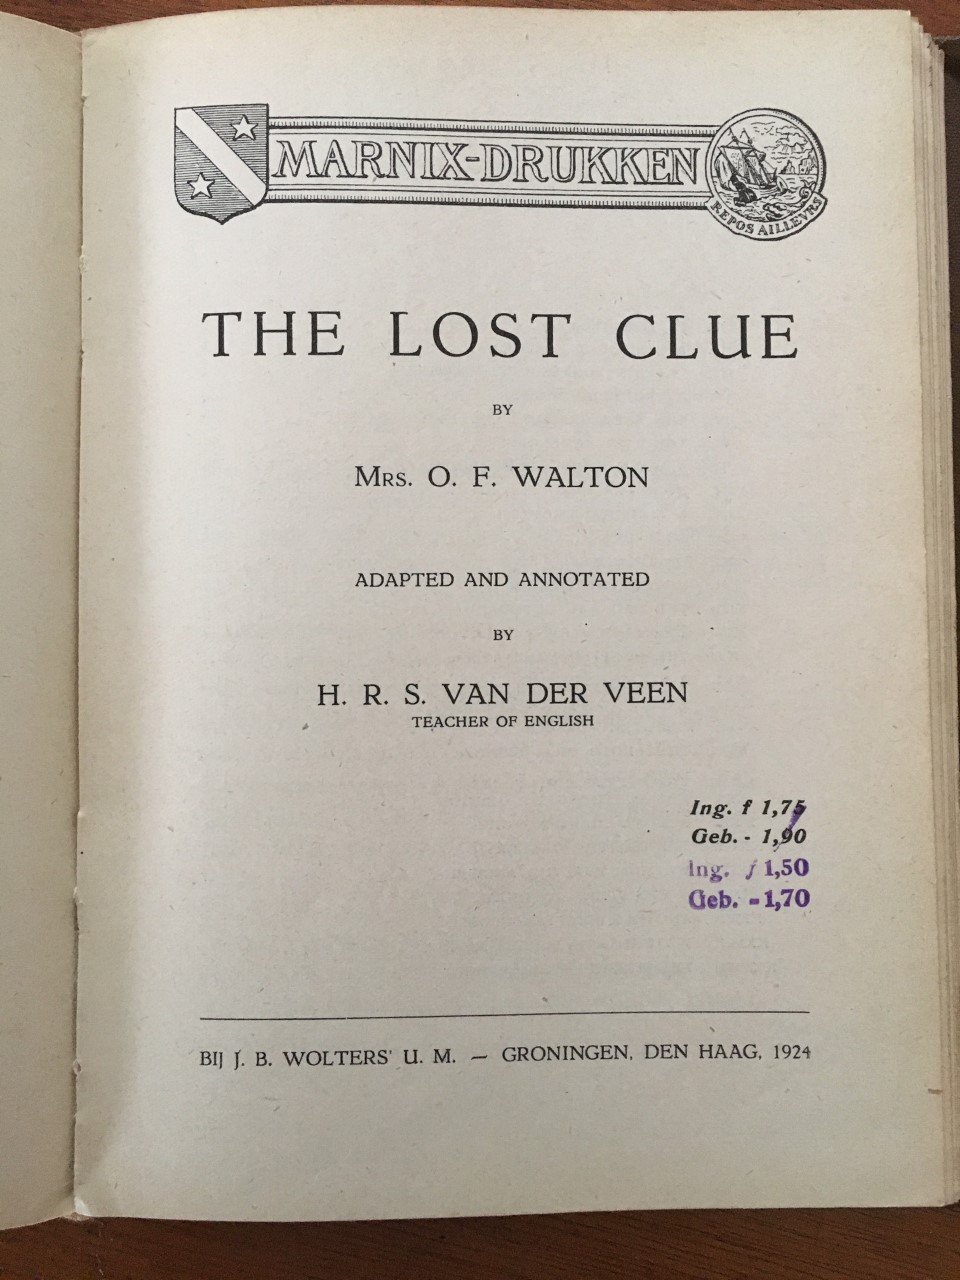 MARNIX-DRUKKEN
REPOS AILLEVRS
THE LOST CLUE
BY
MRS. O. F. WALTON
ADAPTED AND ANNOTATED
BY
H. R. S. VAN DER VEEN
TEACHER OF ENGLISH
Ing. f 1,75
Geb. - 1,90
Ing. f 1,50
Geb. - 1,70
BIJ J. B. WOLTERS' U. M. — GRONINGEN, DEN HAAG, 1924